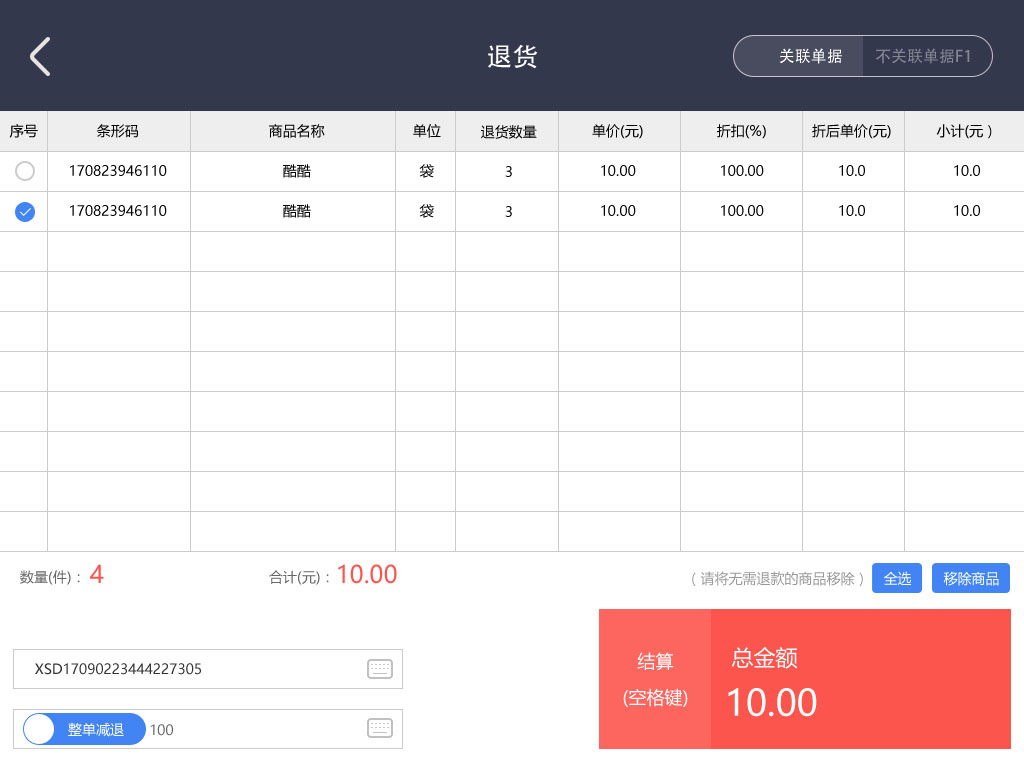 退货
关联单据 不关联单据F1
序号 条形码 商品名称 单位 退货数量 单价(元) 折扣(%) 折后单价(元) 小计(元 )
170823946110 酷酷 袋 3 10.00 100.00 10.0 10.0
170823946110 酷酷 袋 3 10.00 100.00 10.0 10.0
数量(件)： 4 合计(元)： 10.00 （ 请将无需退款的商品移除 ） 全选 移除商品
结算
(空格键)
总金额
10.00
XSD17090223444227305
整单减退 100